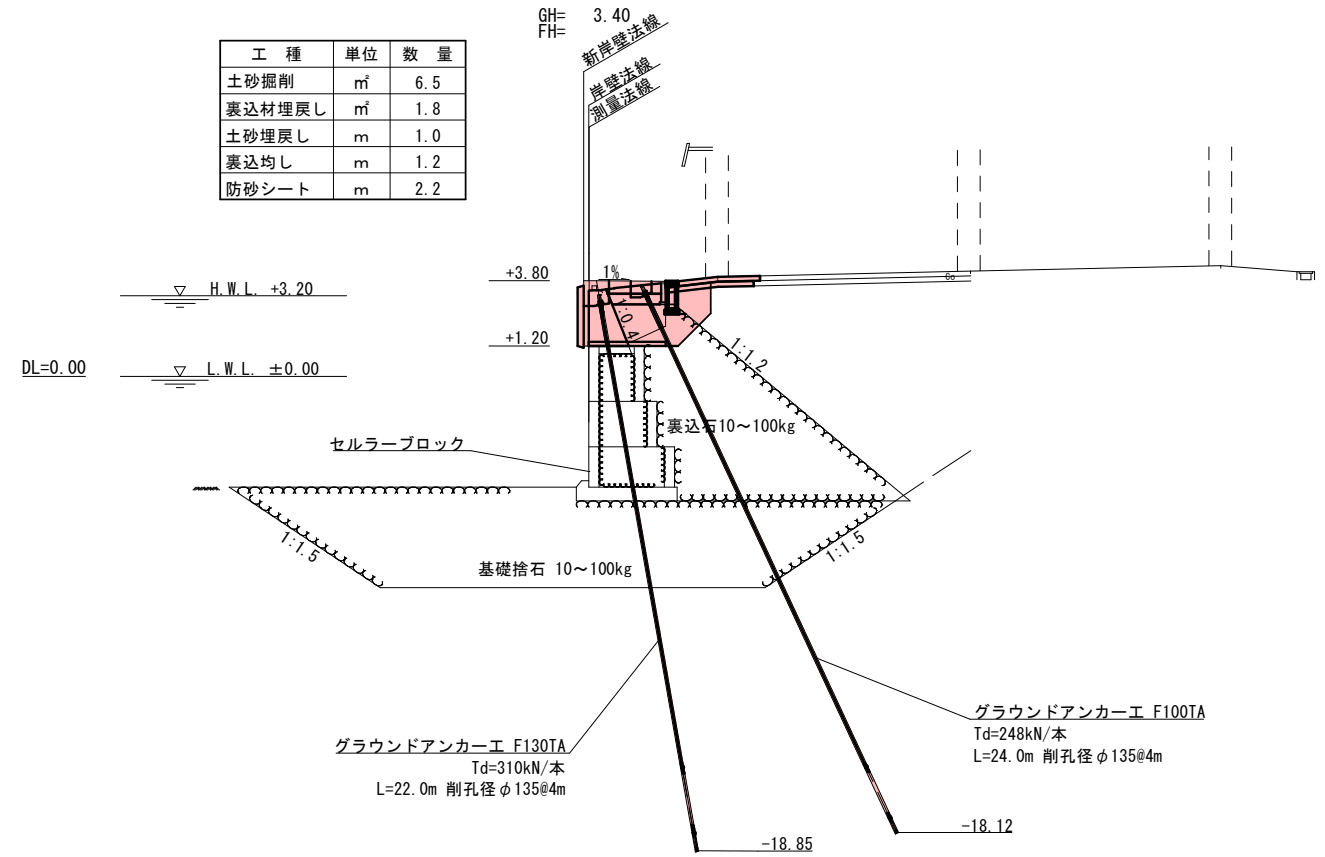 GH= 3.40
FH=
新岸壁法線
岸壁法線
測量法線
工 種 単位 数 量
土砂掘削 ㎡ 6.5
裏込材埋戻し ㎡ 1.8
土砂埋戻し m 1.0
裏込均し m 1.2
防砂シート m 2.2
+3.80
1%
Co
H.W.L. +3.20
1:0.4
+1.20
1:1.2
DL=0.00
L.W.L. ±0.00
裏込石10～100kg
セルラーブロック
1:1.5
1:1.5
基礎捨石 10～100kg
グラウンドアンカー工 F100TA
Td=248kN/本
L=24.0m 削孔径φ135@4m
グラウンドアンカー工 F130TA
Td=310kN/本
L=22.0m 削孔径φ135@4m
-18.12
-18.85